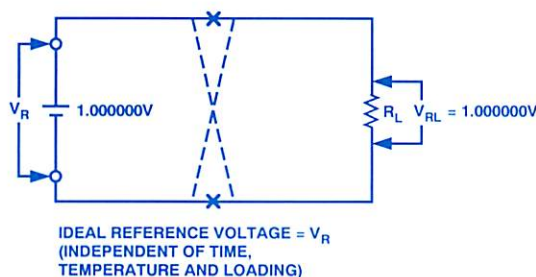 V_R
1.000000V
R_L
V_RL = 1.000000V
IDEAL REFERENCE VOLTAGE = V_R
(INDEPENDENT OF TIME,
TEMPERATURE AND LOADING)